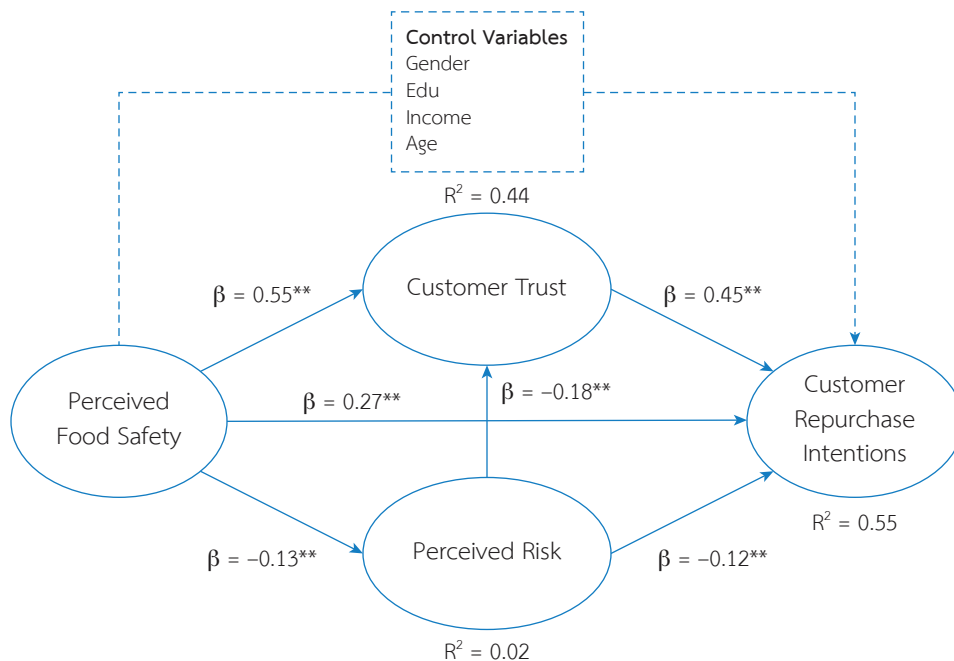 Control Variables
Gender
Edu
Income
Age
R² = 0.44
β = 0.55**
Customer Trust
β = 0.45**
Perceived
Food Safety
β = 0.27**
β = –0.18**
Customer
Repurchase
Intentions
R² = 0.55
β = –0.13**
Perceived Risk
β = –0.12**
R² = 0.02